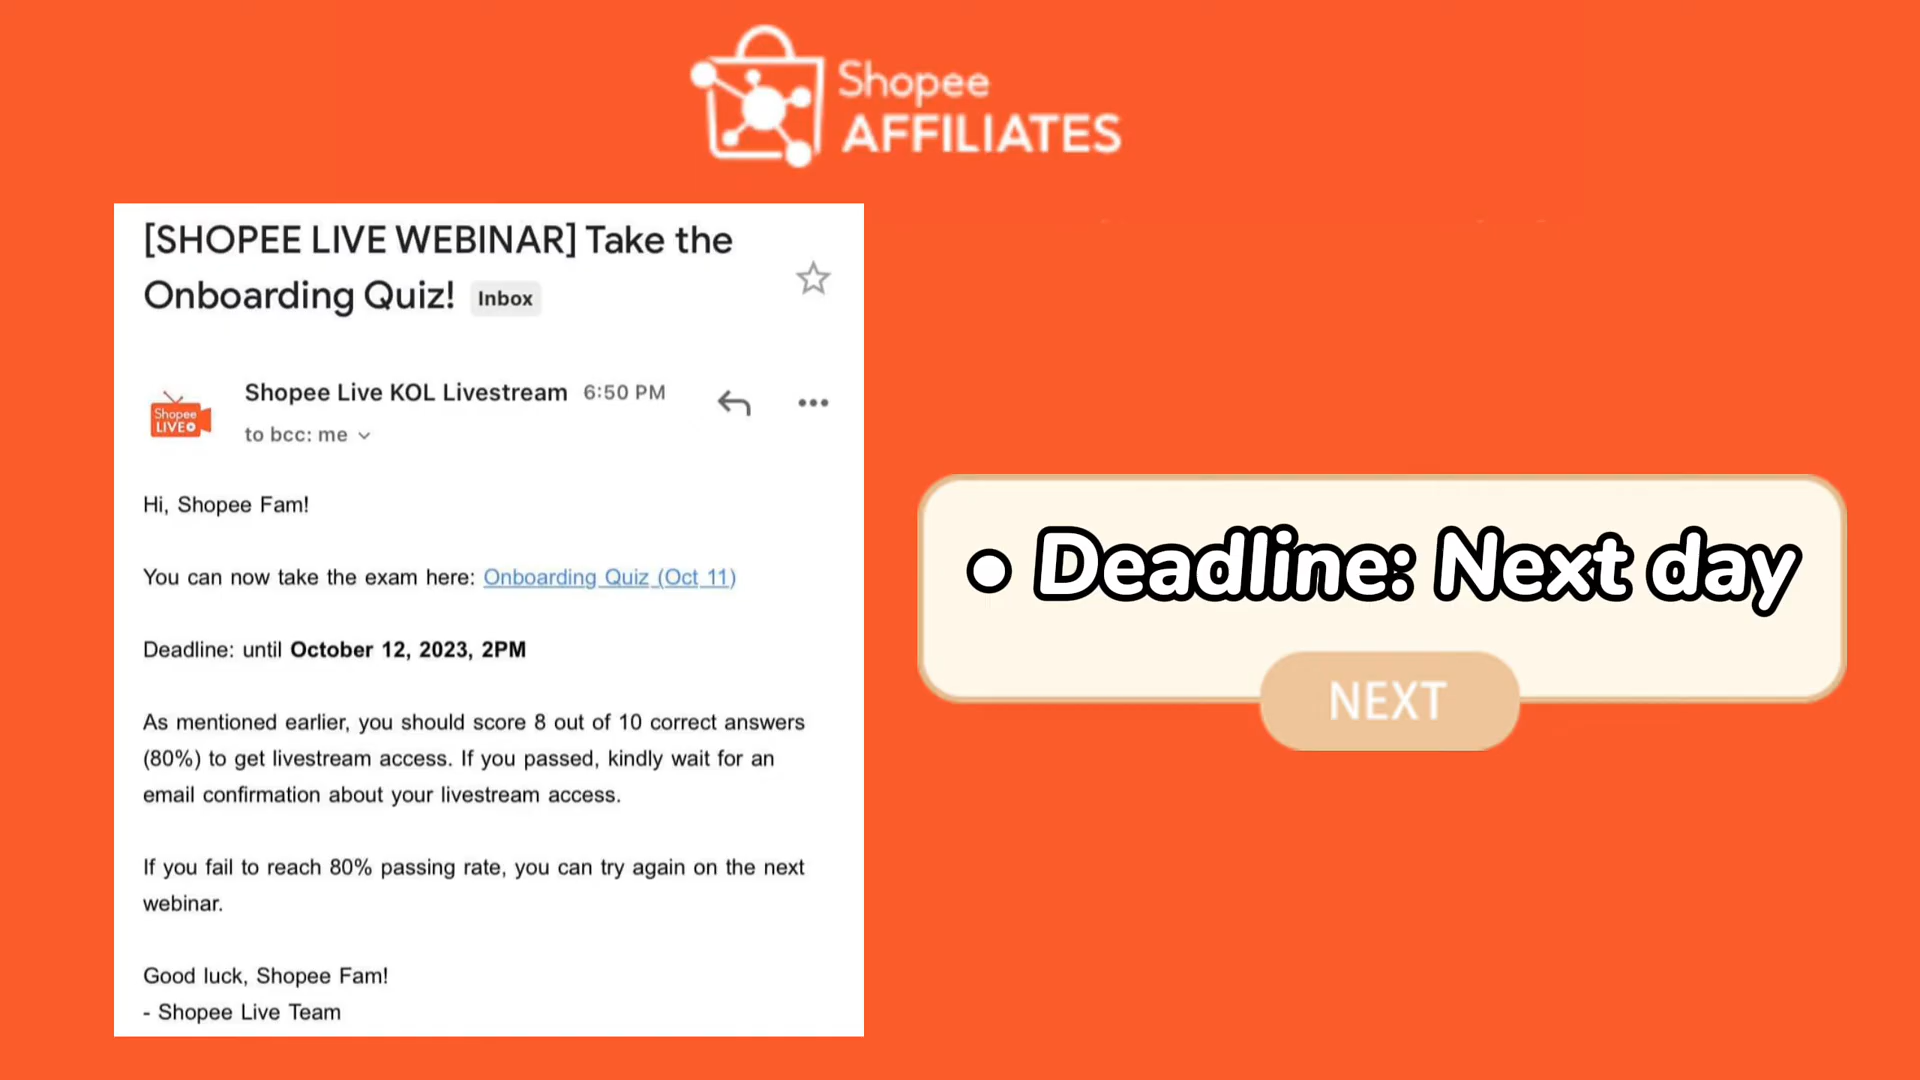 Shopee
AFFILIATES
[SHOPEE LIVE WEBINAR] Take the
Onboarding Quiz! Inbox
Shopee
LIVE
Shopee Live KOL Livestream 6:50 PM
to bcc: me
Hi, Shopee Fam!
You can now take the exam here: Onboarding Quiz (Oct 11)
Deadline: until October 12, 2023, 2PM
As mentioned earlier, you should score 8 out of 10 correct answers
(80%) to get livestream access. If you passed, kindly wait for an
email confirmation about your livestream access.
If you fail to reach 80% passing rate, you can try again on the next
webinar.
Good luck, Shopee Fam!
- Shopee Live Team
• Deadline: Next day
NEXT